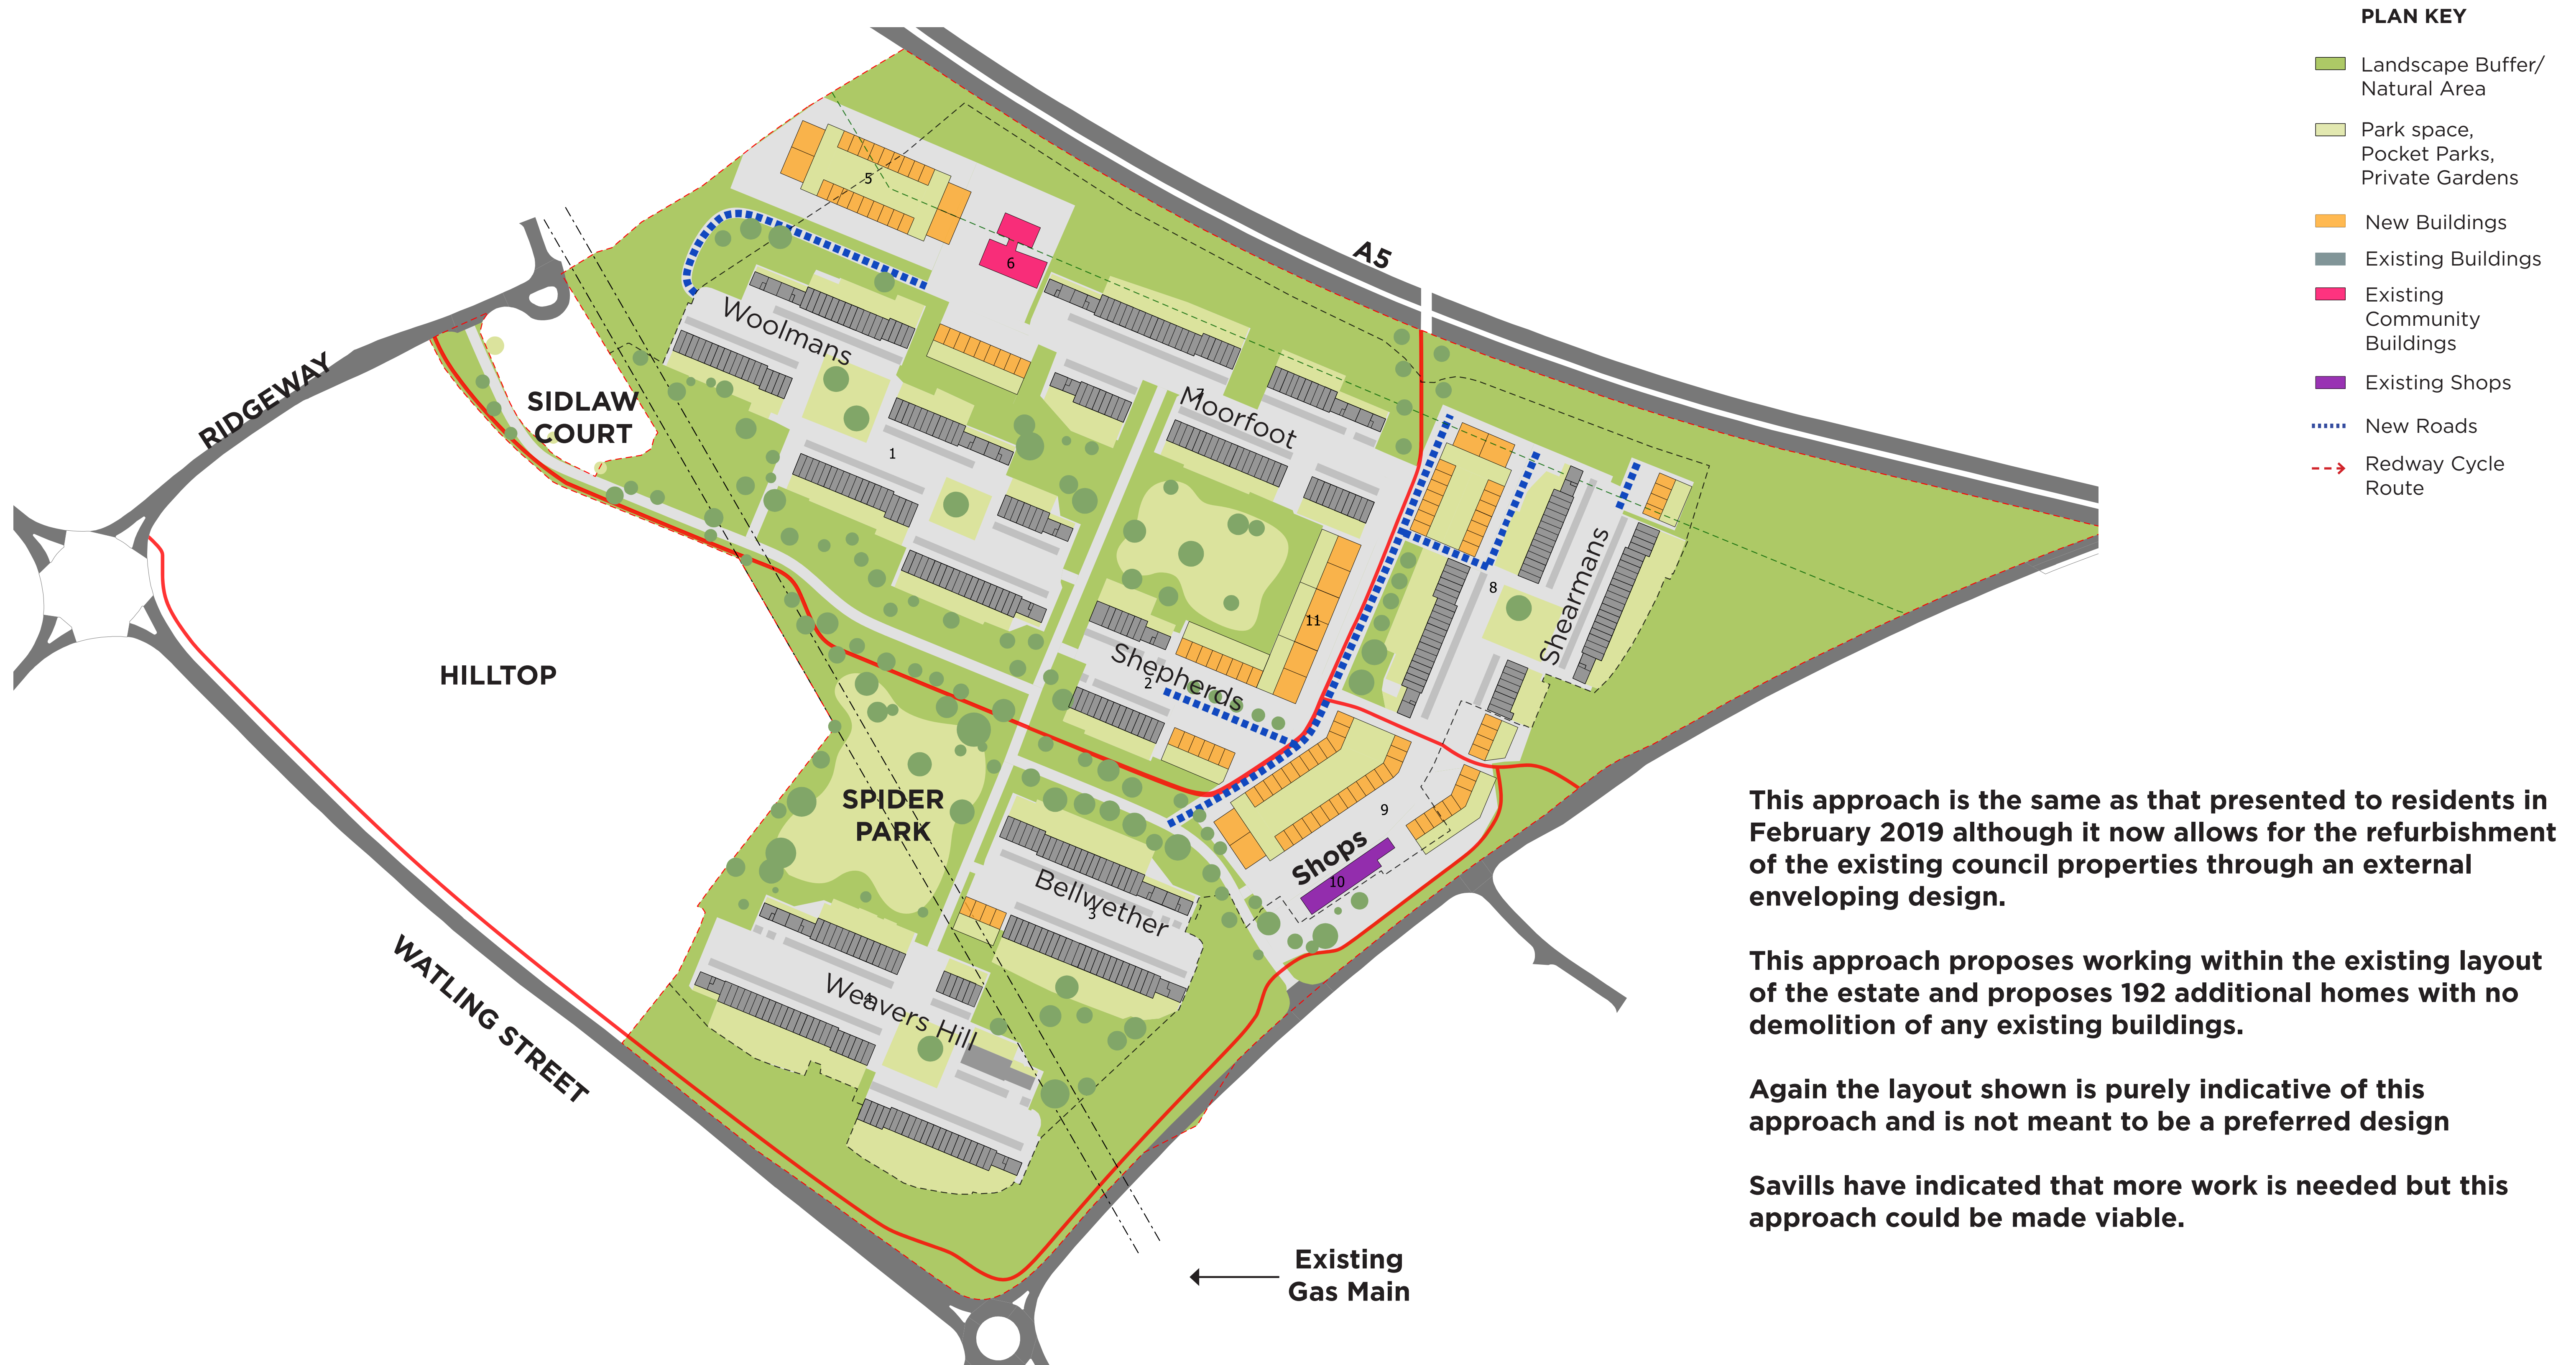 PLAN KEY
Landscape Buffer/
Natural Area
Park space,
Pocket Parks,
Private Gardens
New Buildings
Existing Buildings
Existing
Community
Buildings
Existing Shops
New Roads
Redway Cycle
Route
A5
5
6
Woolmans
RIDGEWAY
SIDLAW
COURT
7
Moorfoot
1
8
Shearmans
11
HILLTOP
Shepherds
2
SPIDER
PARK
9
Shops
10
Bellwether
3
Weavers Hill
4
WATLING STREET
Existing
Gas Main
This approach is the same as that presented to residents in
February 2019 although it now allows for the refurbishment
of the existing council properties through an external
enveloping design.
This approach proposes working within the existing layout
of the estate and proposes 192 additional homes with no
demolition of any existing buildings.
Again the layout shown is purely indicative of this
approach and is not meant to be a preferred design
Savills have indicated that more work is needed but this
approach could be made viable.